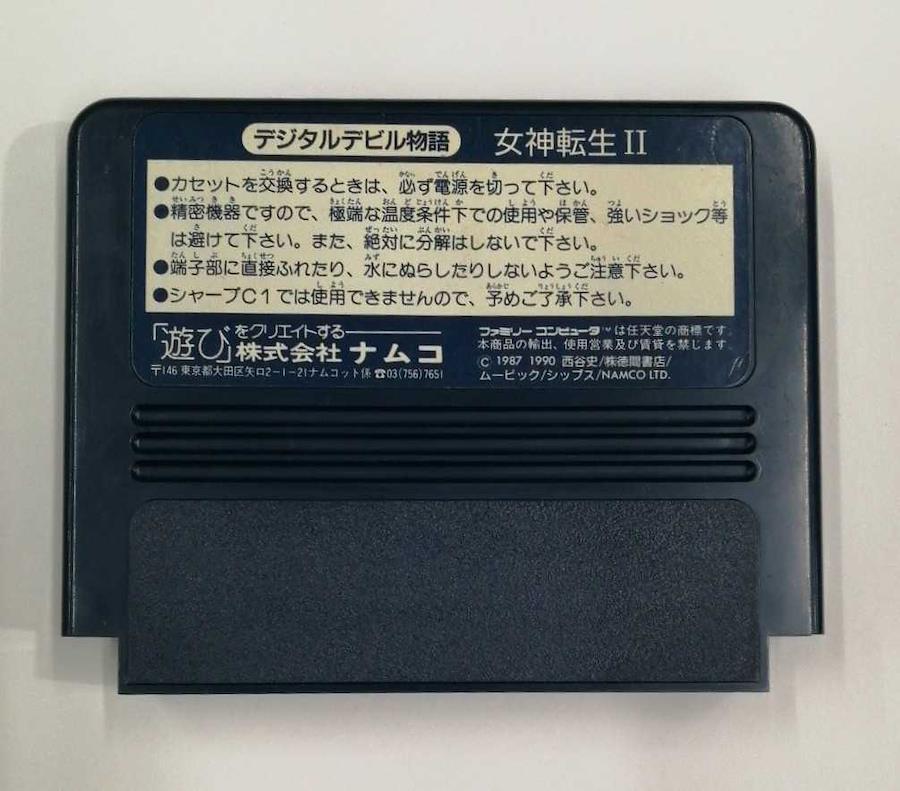 デジタルデビル物語 女神転生II
●カセットを交換するときは、必ず電源を切って下さい。
●精密機器ですので、極端な温度条件下での使用や保管、強いショック等
は避けて下さい。また、絶対に分解はしないで下さい。
●端子部に直接ふれたり、水にぬらしたりしないようご注意下さい。
●シャープC1では使用できませんので、予めご了承下さい。
「遊び」をクリエイトする
株式会社 ナムコ
〒146 東京都大田区矢口2-1-21ナムコット係 ☎03(756)7651
ファミリーコンピュータ™は任天堂の商標です。
本商品の輸出、使用営業及び賃貸を禁じます。
© 1987 1990 西谷史/㈱徳間書店/
ムービック/シップス/NAMCO LTD.